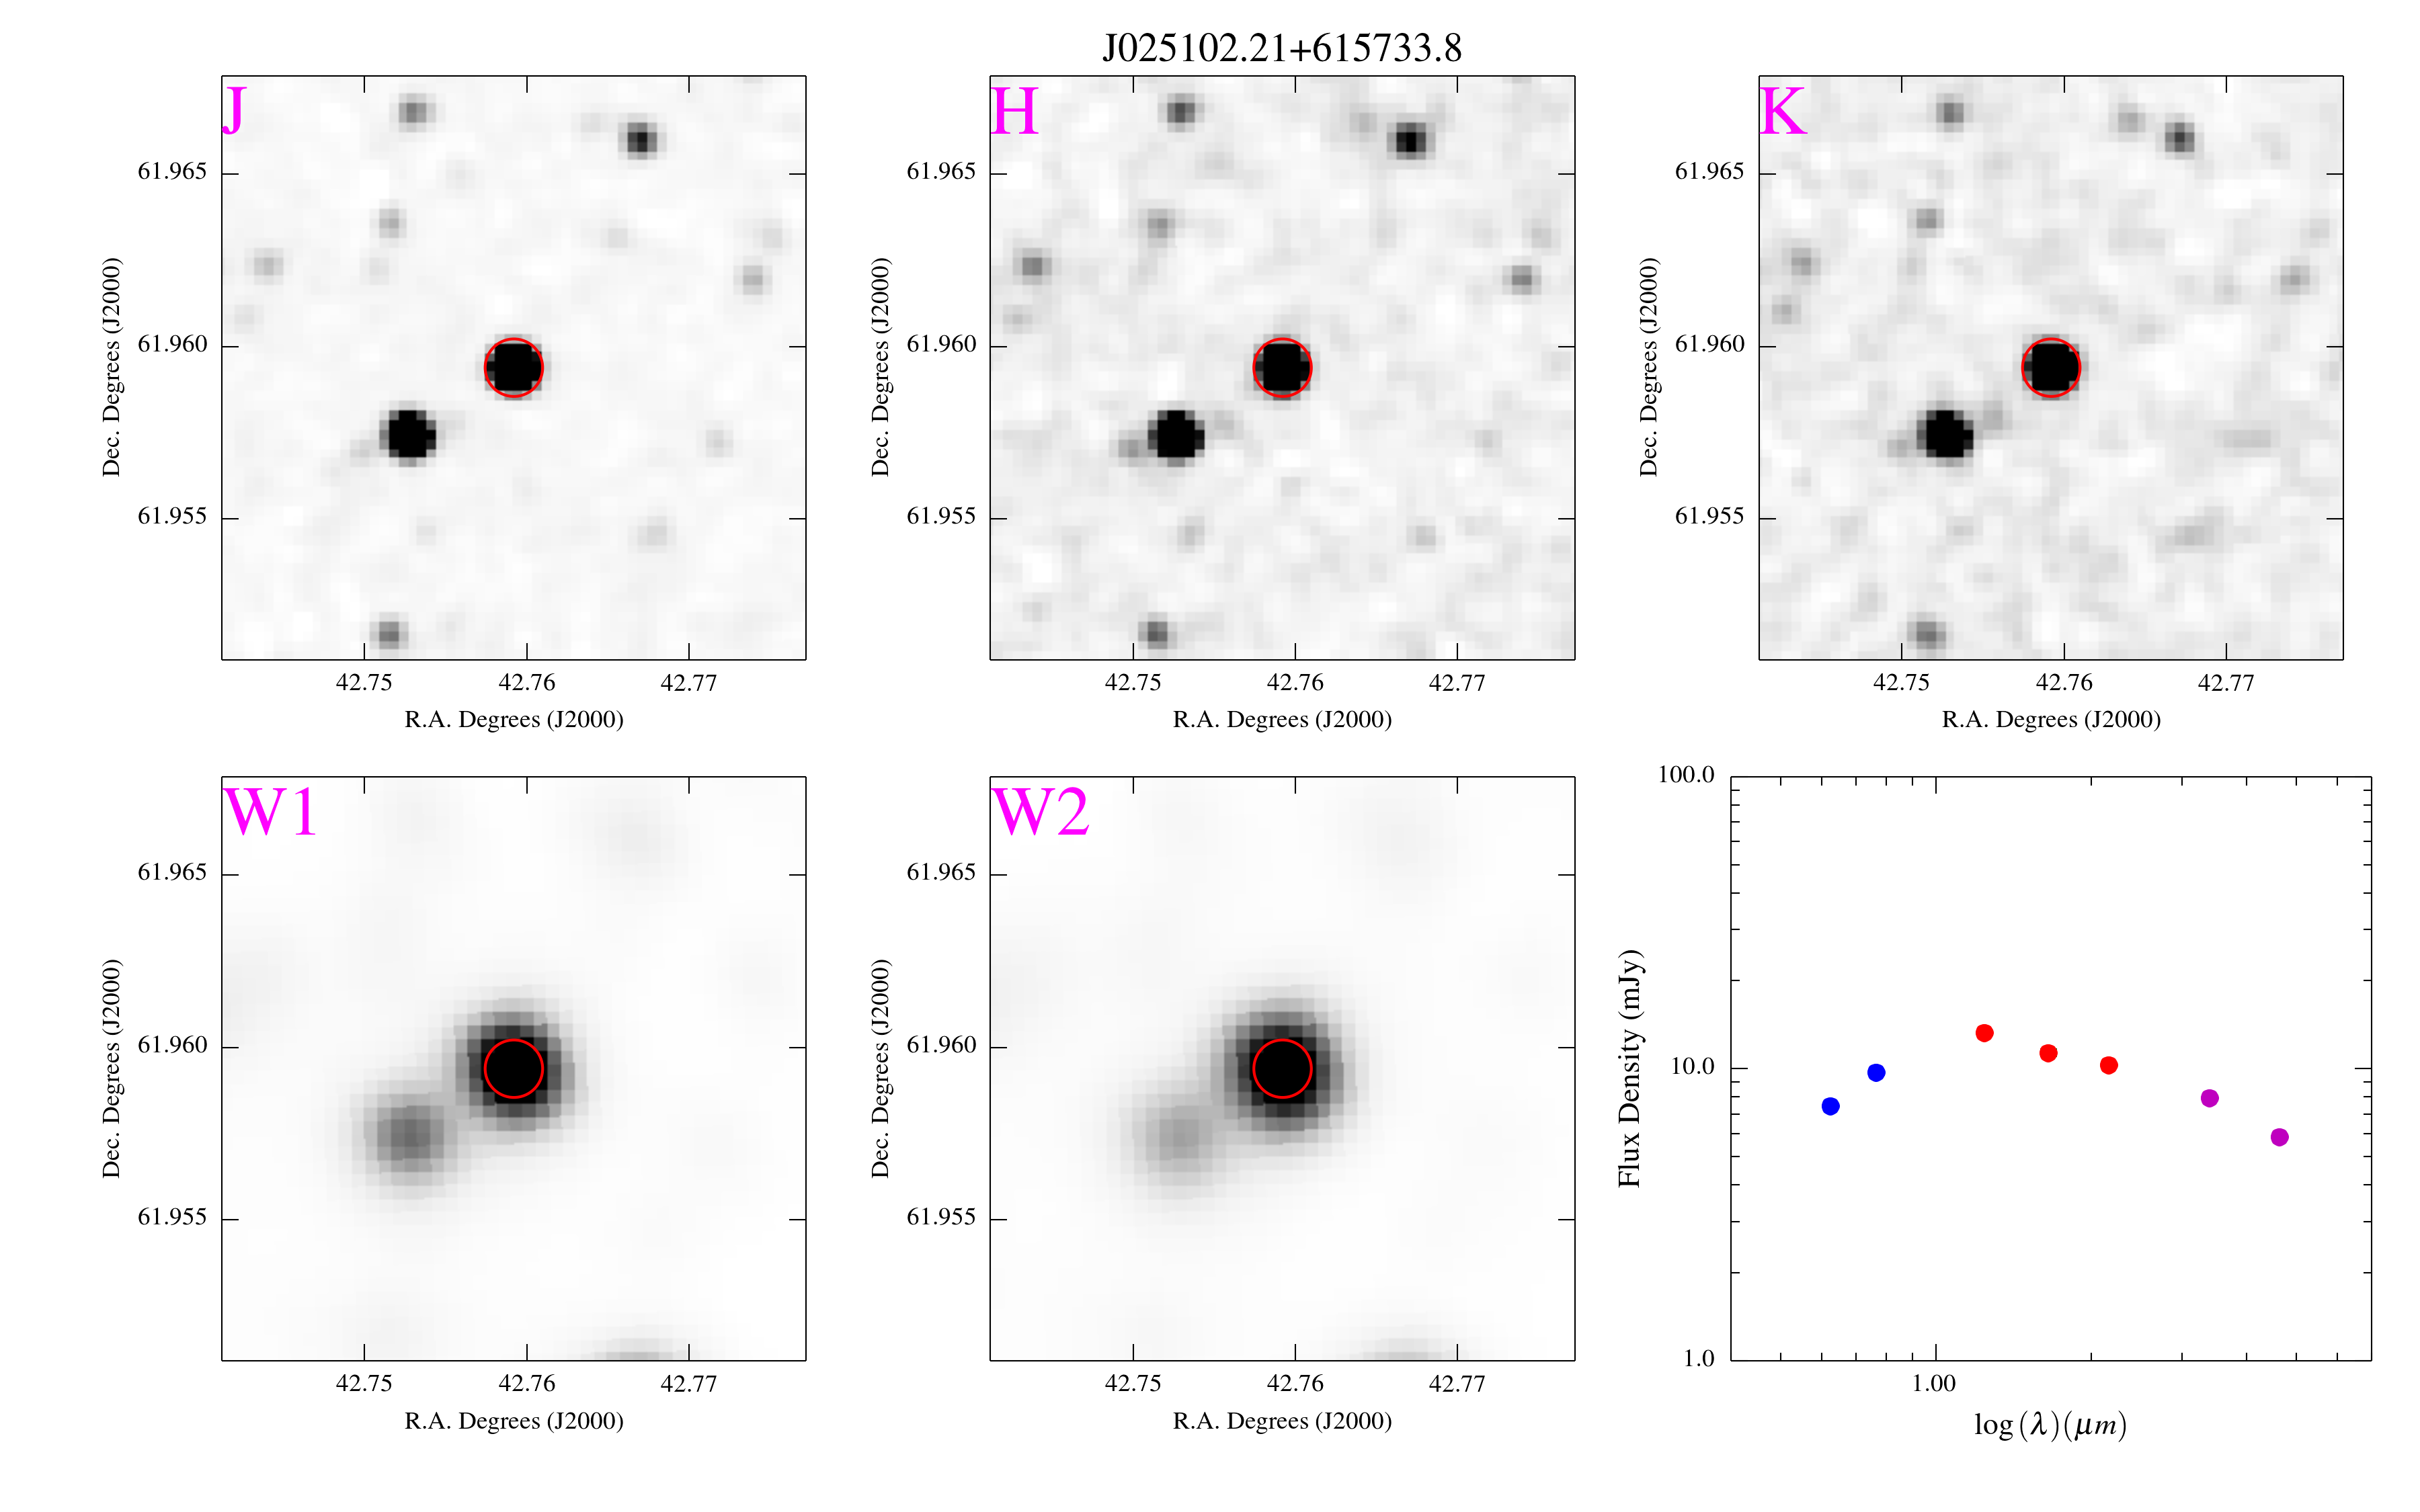 J025102.21+615733.8
J
61.965
61.960
61.955
Dec. Degrees (J2000)
42.75 42.76 42.77
R.A. Degrees (J2000)
H
61.965
61.960
61.955
Dec. Degrees (J2000)
42.75 42.76 42.77
R.A. Degrees (J2000)
K
61.965
61.960
61.955
Dec. Degrees (J2000)
42.75 42.76 42.77
R.A. Degrees (J2000)
W1
61.965
61.960
61.955
Dec. Degrees (J2000)
42.75 42.76 42.77
R.A. Degrees (J2000)
W2
61.965
61.960
61.955
Dec. Degrees (J2000)
42.75 42.76 42.77
R.A. Degrees (J2000)
100.0
10.0
1.0
Flux Density (mJy)
1.00
log(λ)(μm)